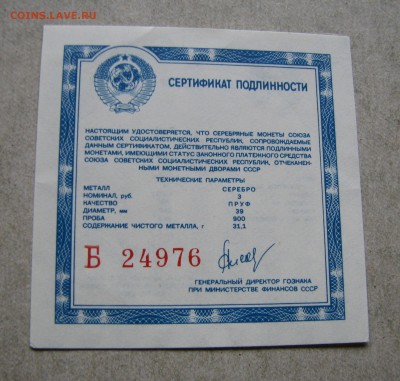 COINS.LAVE.RU
СЕРТИФИКАТ ПОДЛИННОСТИ
НАСТОЯЩИМ УДОСТОВЕРЯЕТСЯ, ЧТО СЕРЕБРЯНЫЕ МОНЕТЫ СОЮЗА
СОВЕТСКИХ СОЦИАЛИСТИЧЕСКИХ РЕСПУБЛИК, СОПРОВОЖДАЕМЫЕ
ДАННЫМ СЕРТИФИКАТОМ, ДЕЙСТВИТЕЛЬНО ЯВЛЯЮТСЯ ПОДЛИННЫМИ
МОНЕТАМИ, ИМЕЮЩИМИ СТАТУС ЗАКОННОГО ПЛАТЕЖНОГО СРЕДСТВА
СОЮЗА СОВЕТСКИХ СОЦИАЛИСТИЧЕСКИХ РЕСПУБЛИК, ОТЧЕКАНЕН-
НЫМИ МОНЕТНЫМИ ДВОРАМИ СССР
ТЕХНИЧЕСКИЕ ПАРАМЕТРЫ
МЕТАЛЛ СЕРЕБРО
НОМИНАЛ, руб. 3
КАЧЕСТВО ПРУФ
ДИАМЕТР, мм 39
ПРОБА 900
СОДЕРЖАНИЕ ЧИСТОГО МЕТАЛЛА, г 31,1
Б 24976
ГЕНЕРАЛЬНЫЙ ДИРЕКТОР ГОЗНАКА
ПРИ МИНИСТЕРСТВЕ ФИНАНСОВ СССР